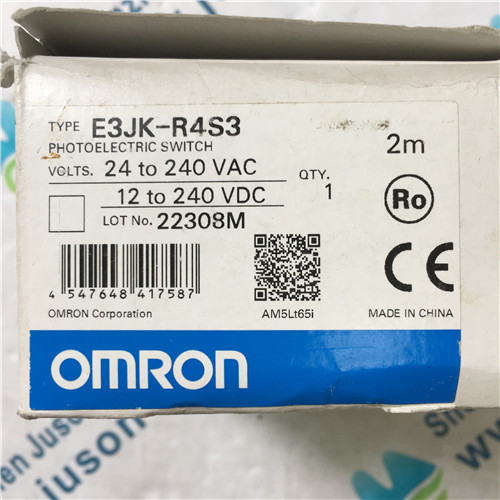 TYPE E3JK-R4S3
PHOTOELECTRIC SWITCH
2m
VOLTS. 24 to 240 VAC
QTY.
12 to 240 VDC
1
Ro
LOT No. 22308M
CE
4 547648 417587
OMRON Corporation
AM5Lt65i
MADE IN CHINA
OMRON